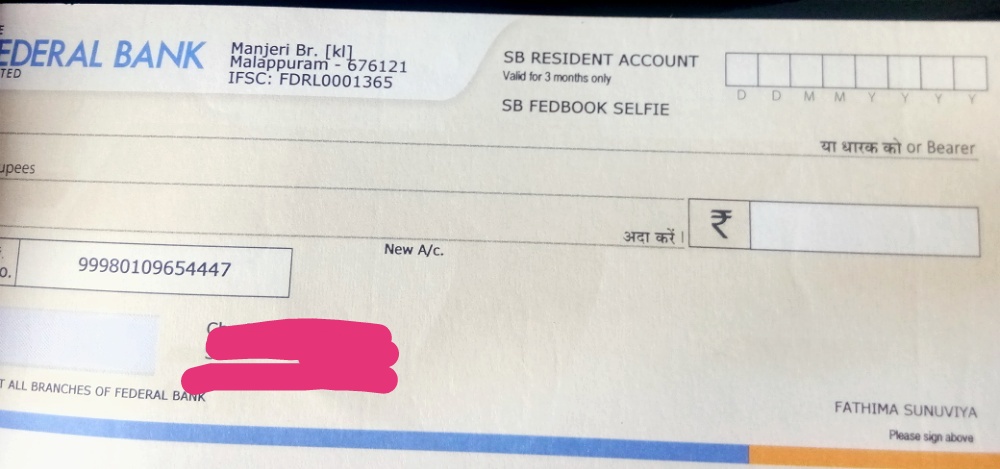 EDERAL BANK
TED
Manjeri Br. [kl]
Malappuram - 676121
IFSC: FDRL0001365
SB RESIDENT ACCOUNT
Valid for 3 months only
SB FEDBOOK SELFIE
D D M M Y Y Y Y
या धारक को or Bearer
upees
अदा करें ।
₹
o.
99980109654447
New A/c.
T ALL BRANCHES OF FEDERAL BANK
FATHIMA SUNUVIYA
Please sign above